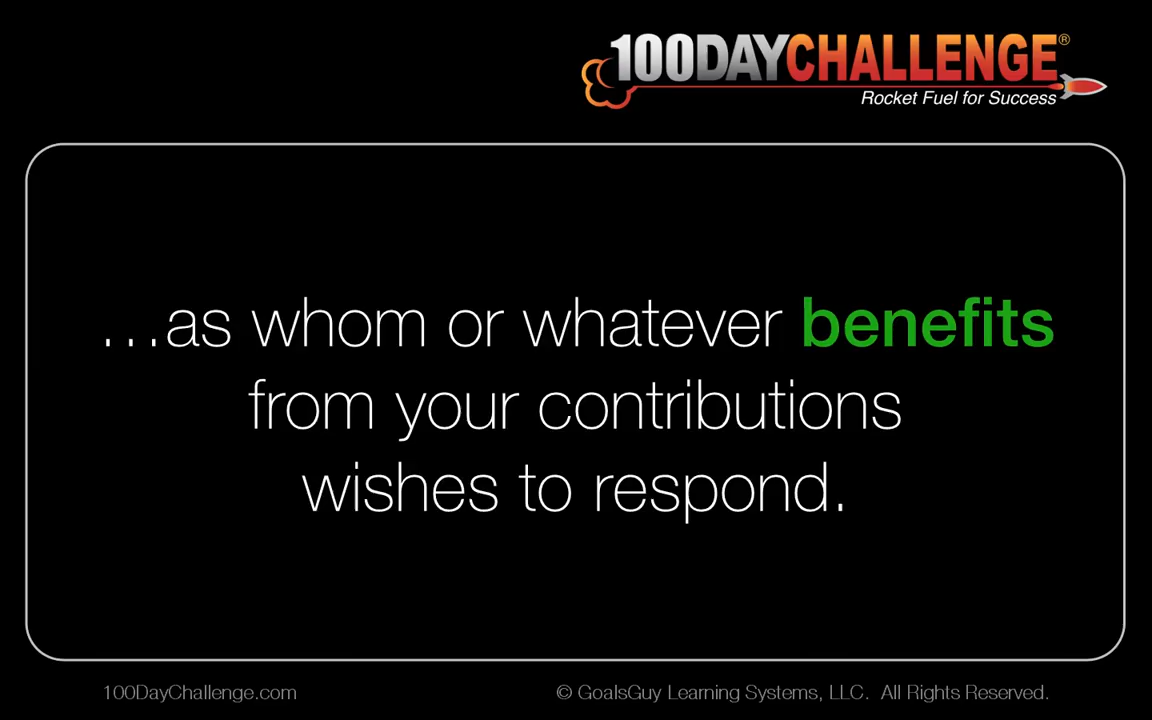 100DAYCHALLENGE®
Rocket Fuel for Success
...as whom or whatever benefits
from your contributions
wishes to respond.
100DayChallenge.com
© GoalsGuy Learning Systems, LLC. All Rights Reserved.